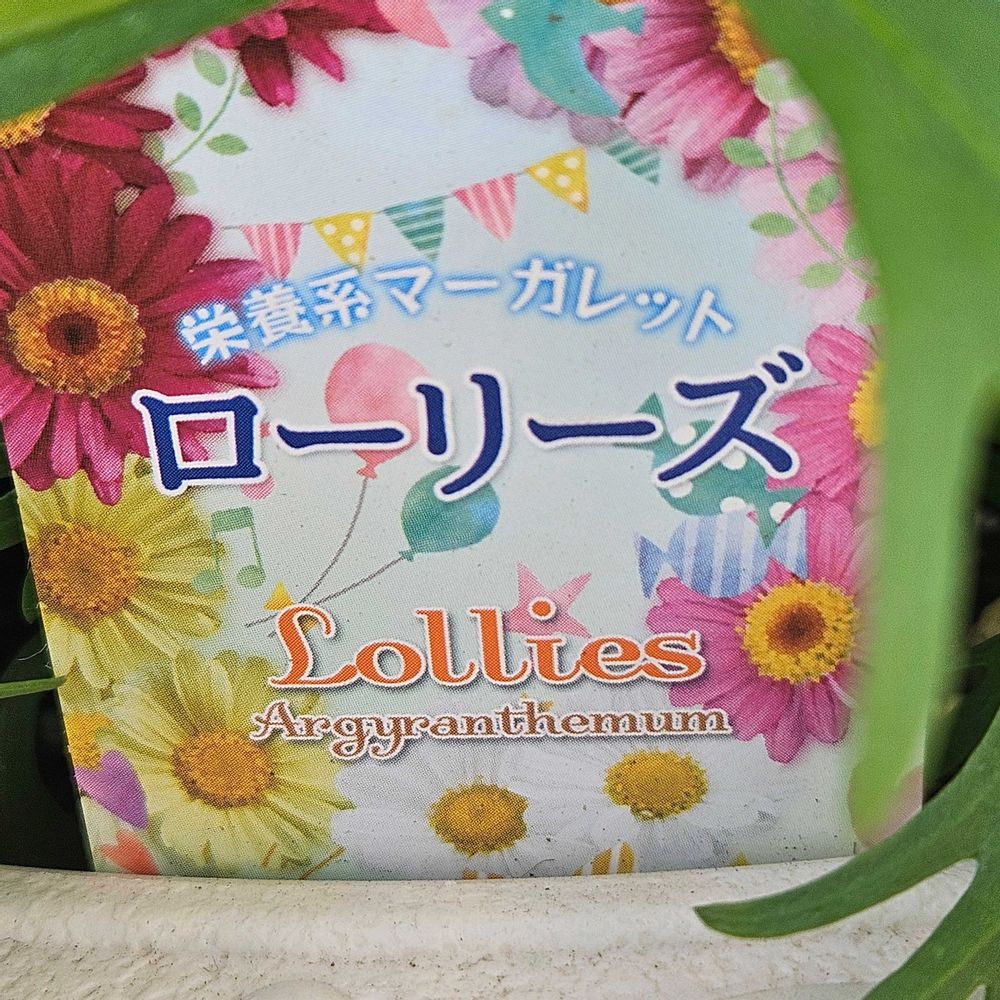 栄養系マーガレット
ローリーズ
Lollies
Argyranthemum